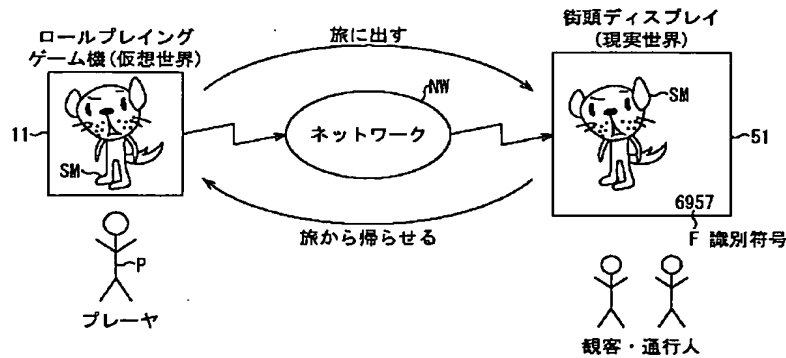 ロールプレイング
ゲーム機(仮想世界)
旅に出す
街頭ディスプレイ
(現実世界)
NW
ネットワーク
11
SM
SM
51
6957
F 識別符号
旅から帰らせる
P
プレーヤ
観客・通行人